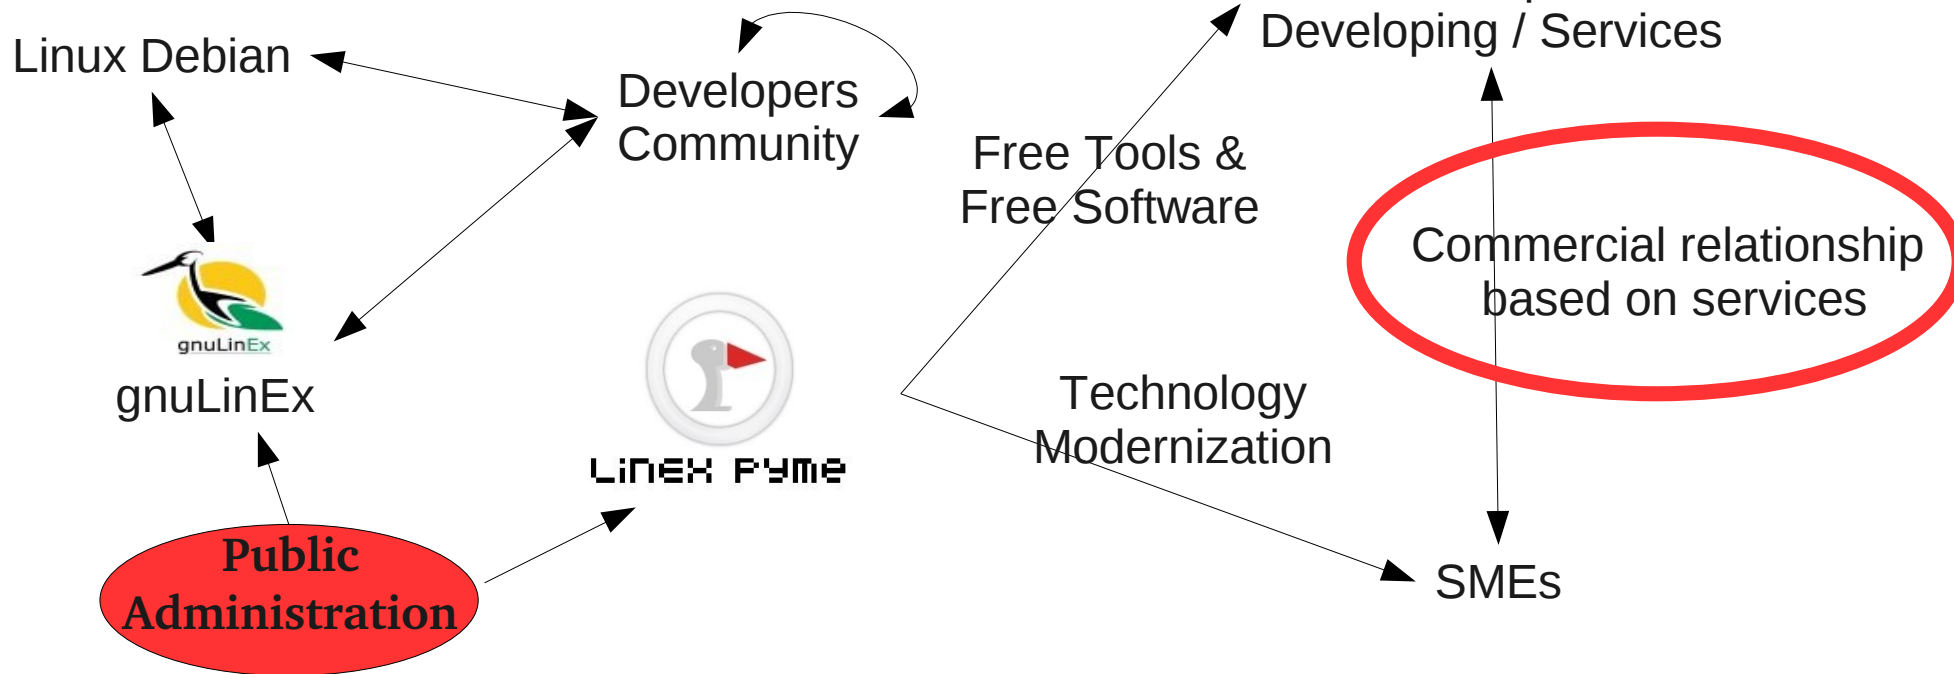 Developing / Services
Linux Debian
Developers
Community
Free Tools &
Free Software
Commercial relationship
based on services
gnuLinEx
gnuLinEx
Technology
Modernization
LiNEX PYME
Public
Administration
SMEs